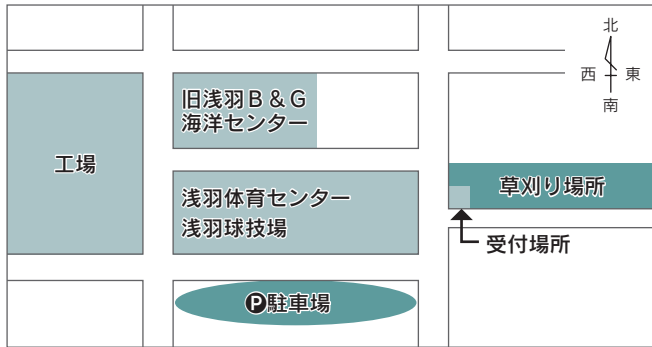 北
西 東
南
旧浅羽B＆G
海洋センター
工場
浅羽体育センター
浅羽球技場
草刈り場所
受付場所
P駐車場